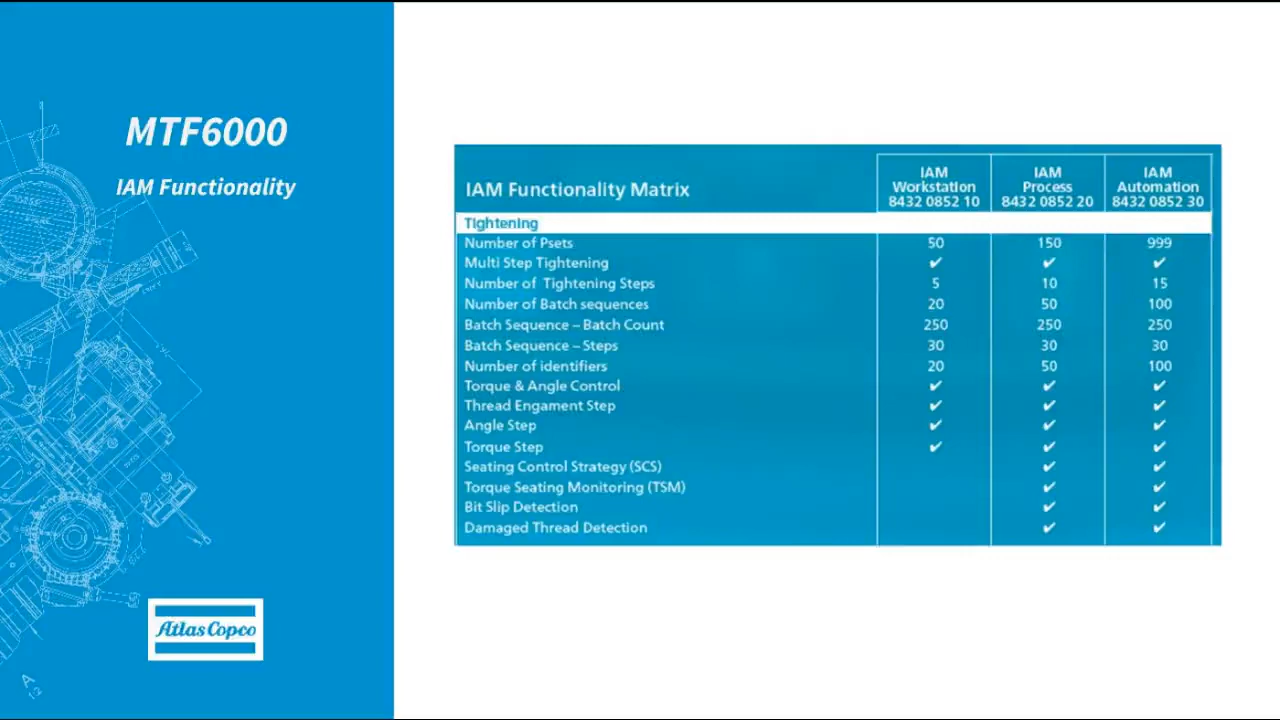 MTF6000
IAM Functionality
Atlas Copco
IAM Functionality Matrix
IAM Workstation 8432 0852 10
IAM Process 8432 0852 20
IAM Automation 8432 0852 30
Tightening
Number of Psets 50 150 999
Multi Step Tightening ✔ ✔ ✔
Number of Tightening Steps 5 10 15
Number of Batch sequences 20 50 100
Batch Sequence – Batch Count 250 250 250
Batch Sequence – Steps 30 30 30
Number of identifiers 20 50 100
Torque & Angle Control ✔ ✔ ✔
Thread Engament Step ✔ ✔ ✔
Angle Step ✔ ✔ ✔
Torque Step ✔ ✔ ✔
Seating Control Strategy (SCS) ✔ ✔
Torque Seating Monitoring (TSM) ✔ ✔
Bit Slip Detection ✔ ✔
Damaged Thread Detection ✔ ✔